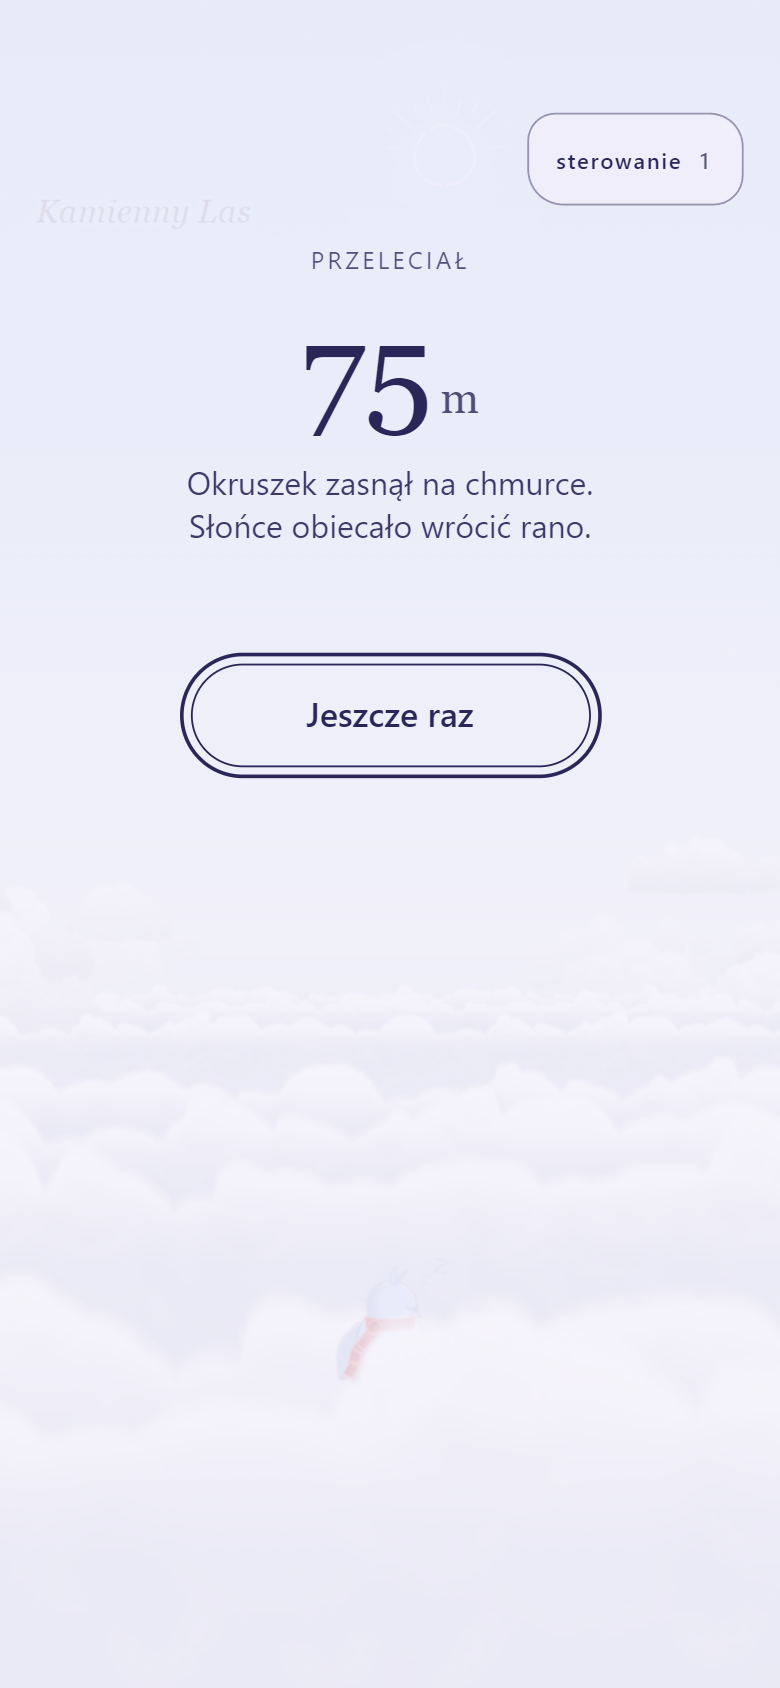 sterowanie 1
Kamienny Las
PRZELECIAŁ
75 m
Okruszek zasnął na chmurce.
Słońce obiecało wrócić rano.
Jeszcze raz
z